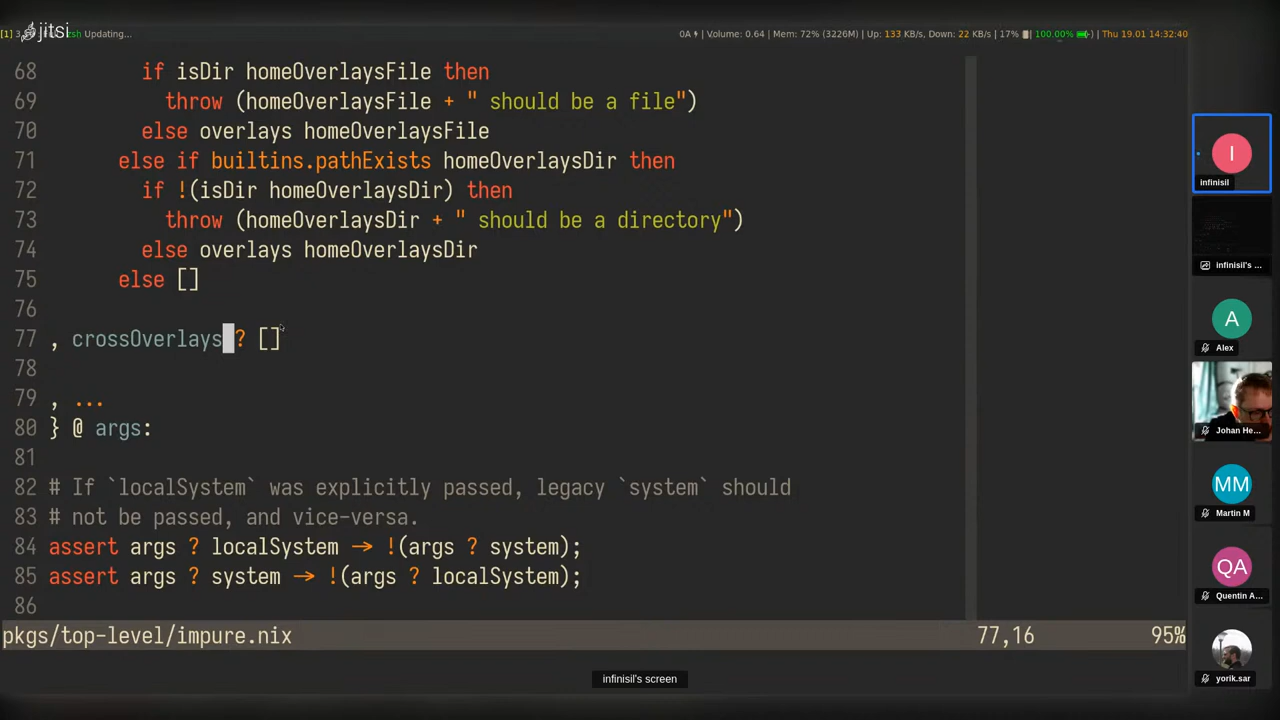 jitsi
[1] 3 zsh Updating...
0A | Volume: 0.64 | Mem: 72% (3226M) | Up: 133 KB/s, Down: 22 KB/s | 17% | 100.00% | Thu 19.01 14:32:40
68 if isDir homeOverlaysFile then
69 throw (homeOverlaysFile + " should be a file")
70 else overlays homeOverlaysFile
71 else if builtins.pathExists homeOverlaysDir then
72 if !(isDir homeOverlaysDir) then
73 throw (homeOverlaysDir + " should be a directory")
74 else overlays homeOverlaysDir
75 else []
76
77 , crossOverlays ? []
78
79 , ...
80 } @ args:
81
82 # If `localSystem` was explicitly passed, legacy `system` should
83 # not be passed, and vice-versa.
84 assert args ? localSystem → !(args ? system);
85 assert args ? system → !(args ? localSystem);
86
pkgs/top-level/impure.nix 77,16 95%
infinisil's screen
I
infinisil
infinisil's ...
A
Alex
Johan He...
MM
Martin M
QA
Quentin A...
yorik.sar